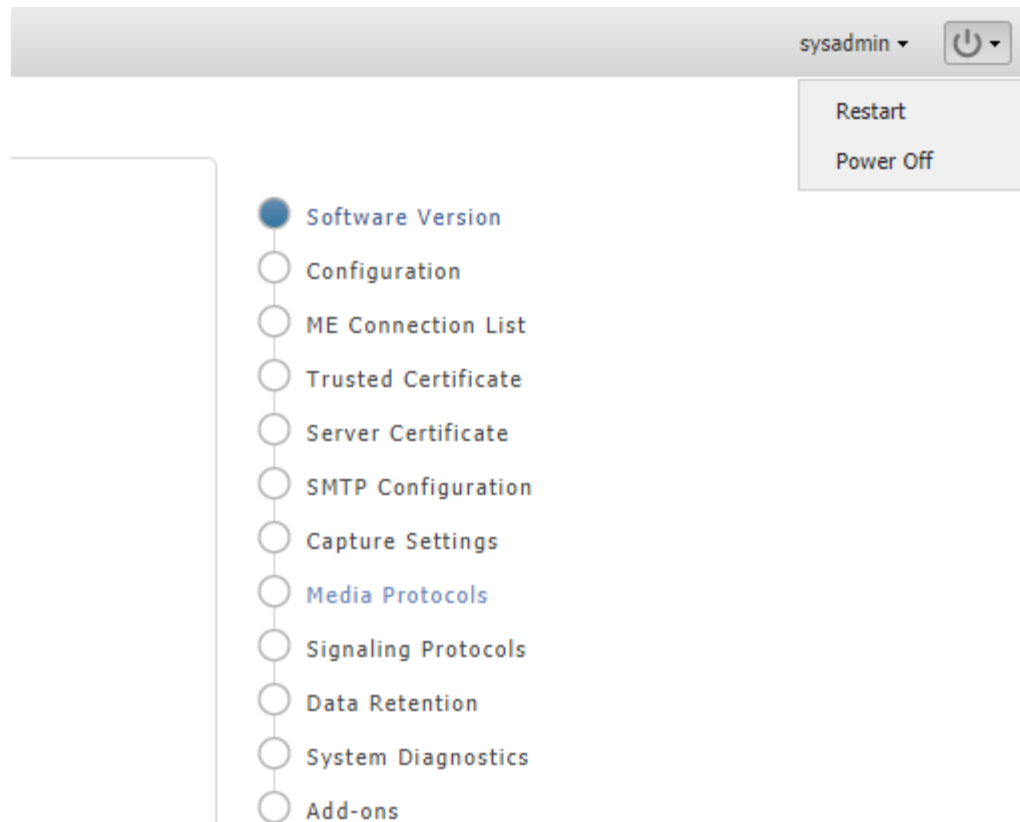 sysadmin
Restart
Power Off
Software Version
Configuration
ME Connection List
Trusted Certificate
Server Certificate
SMTP Configuration
Capture Settings
Media Protocols
Signaling Protocols
Data Retention
System Diagnostics
Add-ons